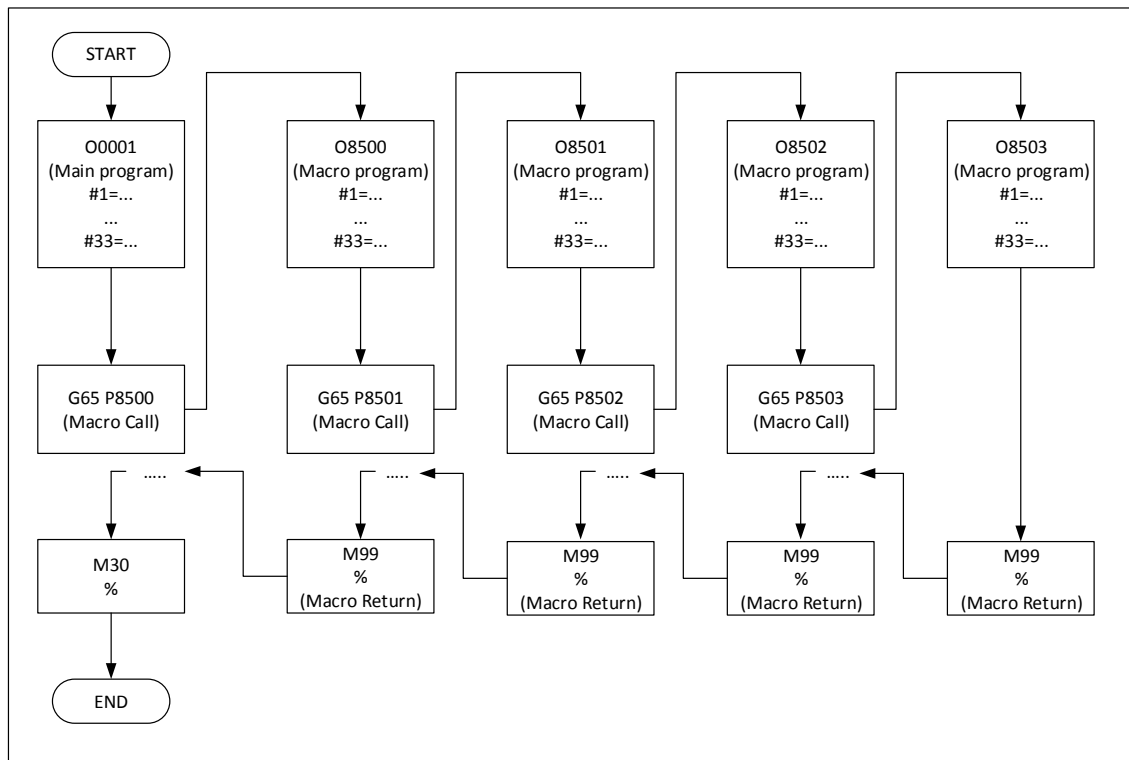 START
O0001
(Main program)
#1=...
...
#33=...
O8500
(Macro program)
#1=...
...
#33=...
O8501
(Macro program)
#1=...
...
#33=...
O8502
(Macro program)
#1=...
...
#33=...
O8503
(Macro program)
#1=...
...
#33=...
G65 P8500
(Macro Call)
G65 P8501
(Macro Call)
G65 P8502
(Macro Call)
G65 P8503
(Macro Call)
.....
.....
.....
.....
M30
%
M99
%
(Macro Return)
M99
%
(Macro Return)
M99
%
(Macro Return)
M99
%
(Macro Return)
END